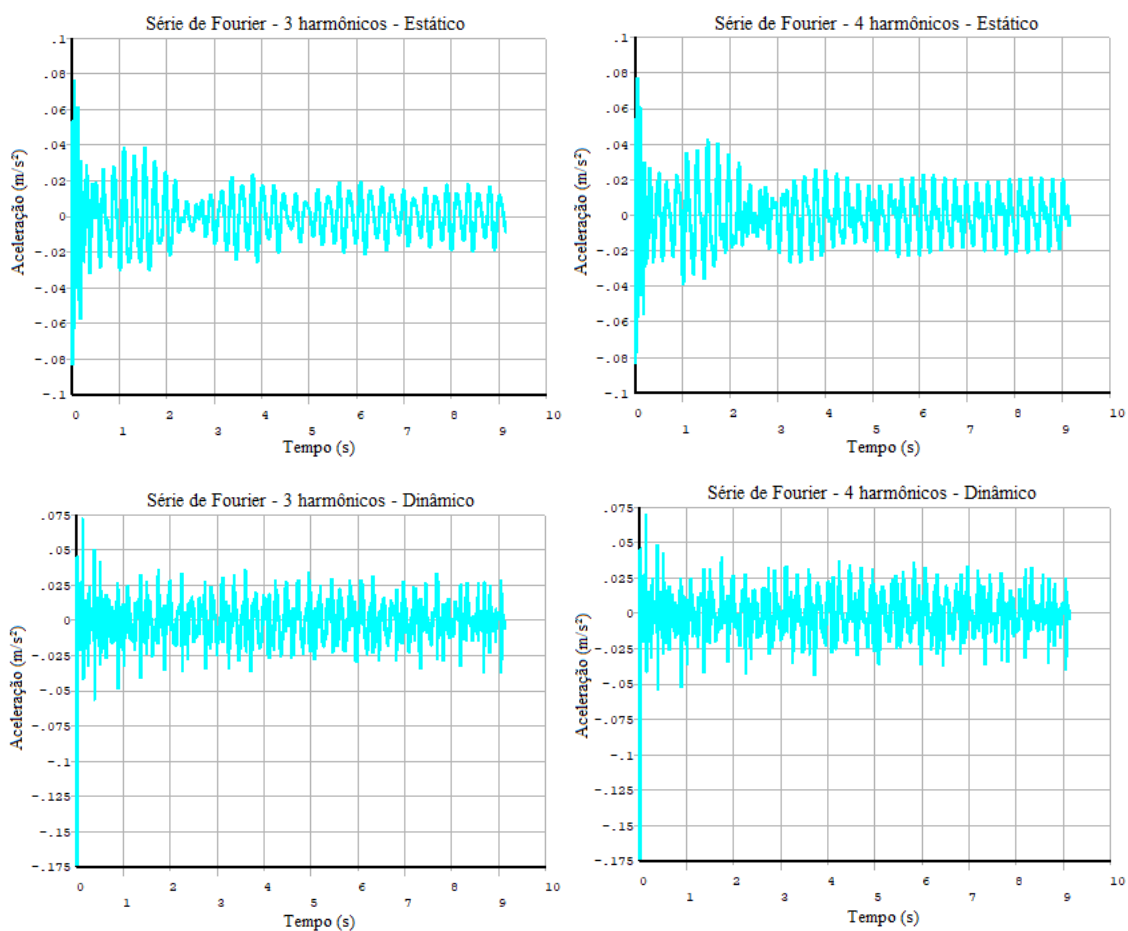 Série de Fourier - 3 harmônicos - Estático
.1
.08
.06
.04
.02
0
-.02
-.04
-.06
-.08
-.1
Aceleração (m/s²)
0 2 4 6 8 10
1 3 5 7 9
Tempo (s)
Série de Fourier - 4 harmônicos - Estático
.1
.08
.06
.04
.02
0
-.02
-.04
-.06
-.08
-.1
Aceleração (m/s²)
0 2 4 6 8 10
1 3 5 7 9
Tempo (s)
Série de Fourier - 3 harmônicos - Dinâmico
.075
.05
.025
0
-.025
-.05
-.075
-.1
-.125
-.15
-.175
Aceleração (m/s²)
0 2 4 6 8 10
1 3 5 7 9
Tempo (s)
Série de Fourier - 4 harmônicos - Dinâmico
.075
.05
.025
0
-.025
-.05
-.075
-.1
-.125
-.15
-.175
Aceleração (m/s²)
0 2 4 6 8 10
1 3 5 7 9
Tempo (s)